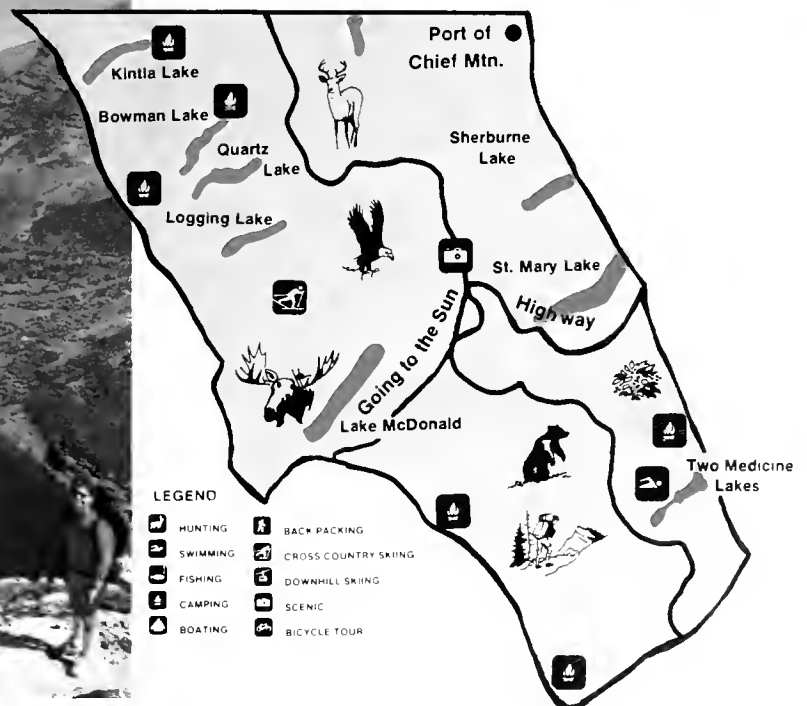 Port of
Chief Mtn.
Kintla Lake
Bowman Lake
Quartz
Lake
Sherburne
Lake
Logging Lake
St. Mary Lake
Highway
Going to the Sun
Lake McDonald
Two Medicine
Lakes
LEGEND
HUNTING
SWIMMING
FISHING
CAMPING
BOATING
BACK PACKING
CROSS COUNTRY SKIING
DOWNHILL SKIING
SCENIC
BICYCLE TOUR